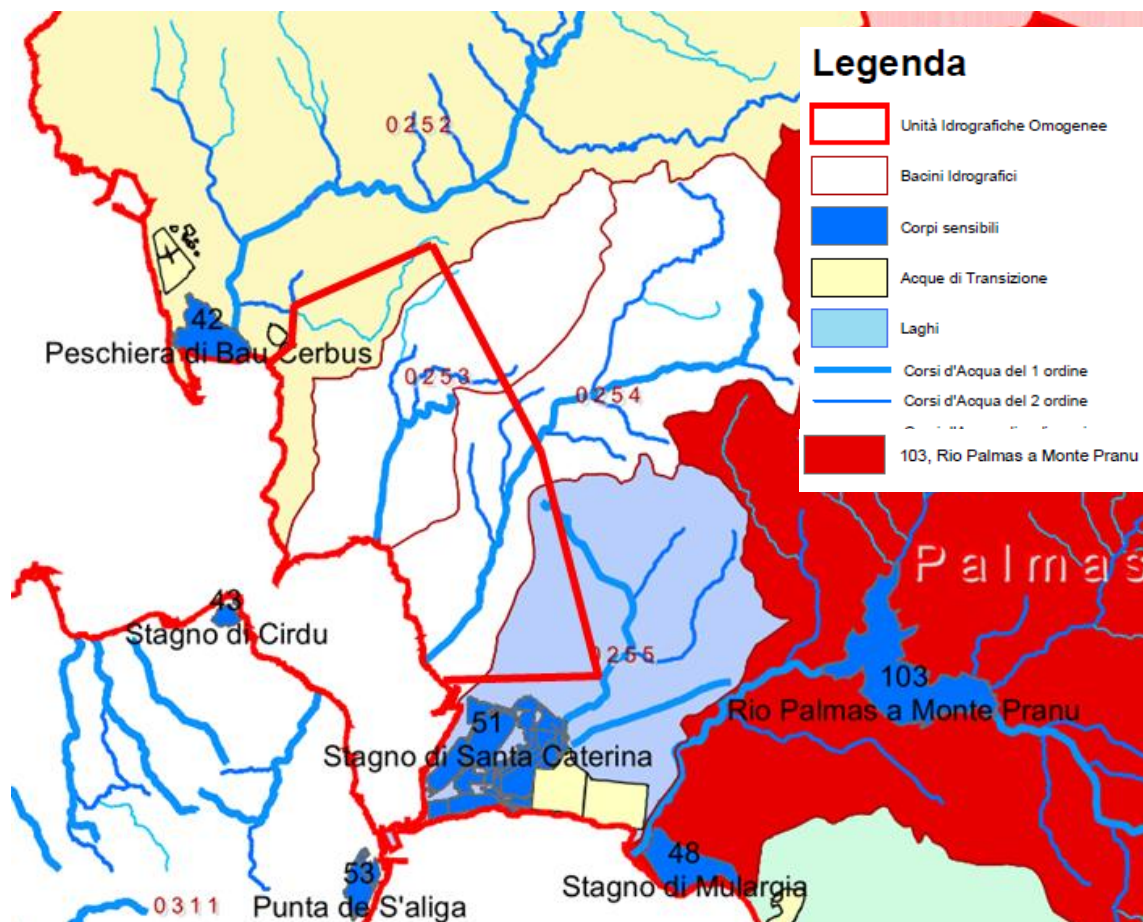 Legenda
Unità Idrografiche Omogenee
Bacini Idrografici
Corpi sensibili
Acque di Transizione
Laghi
Corsi d'Acqua del 1 ordine
Corsi d'Acqua del 2 ordine
103, Rio Palmas a Monte Pranu
0252
42
Peschiera di Bau Cerbus
0253
0254
Palmas
43
Stagno di Cirdu
0255
103
Rio Palmas a Monte Pranu
51
Stagno di Santa Caterina
48
Stagno di Mulargia
53
Punta de S'aliga
0311